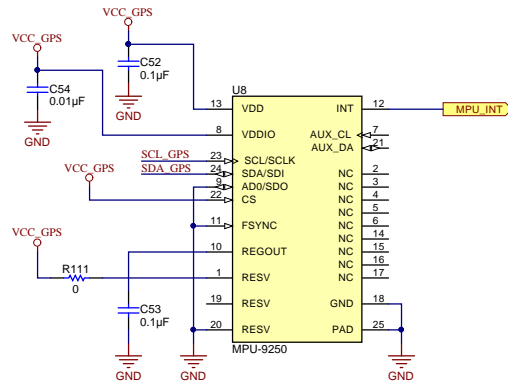 VCC_GPS
VCC_GPS
C52
0.1µF
C54
0.01µF
GND
GND
U8
13 VDD INT 12 MPU_INT
8 VDDIO AUX_CL 7
AUX_DA 21
SCL_GPS 23 SCL/SCLK
SDA_GPS 24 SDA/SDI NC 2
9 AD0/SDO NC 3
VCC_GPS 22 CS NC 4
NC 5
11 FSYNC NC 6
NC 14
VCC_GPS 10 REGOUT NC 15
NC 16
R111 1 RESV NC 17
0
C53
0.1µF
19 RESV GND 18
20 RESV PAD 25
MPU-9250
GND GND GND